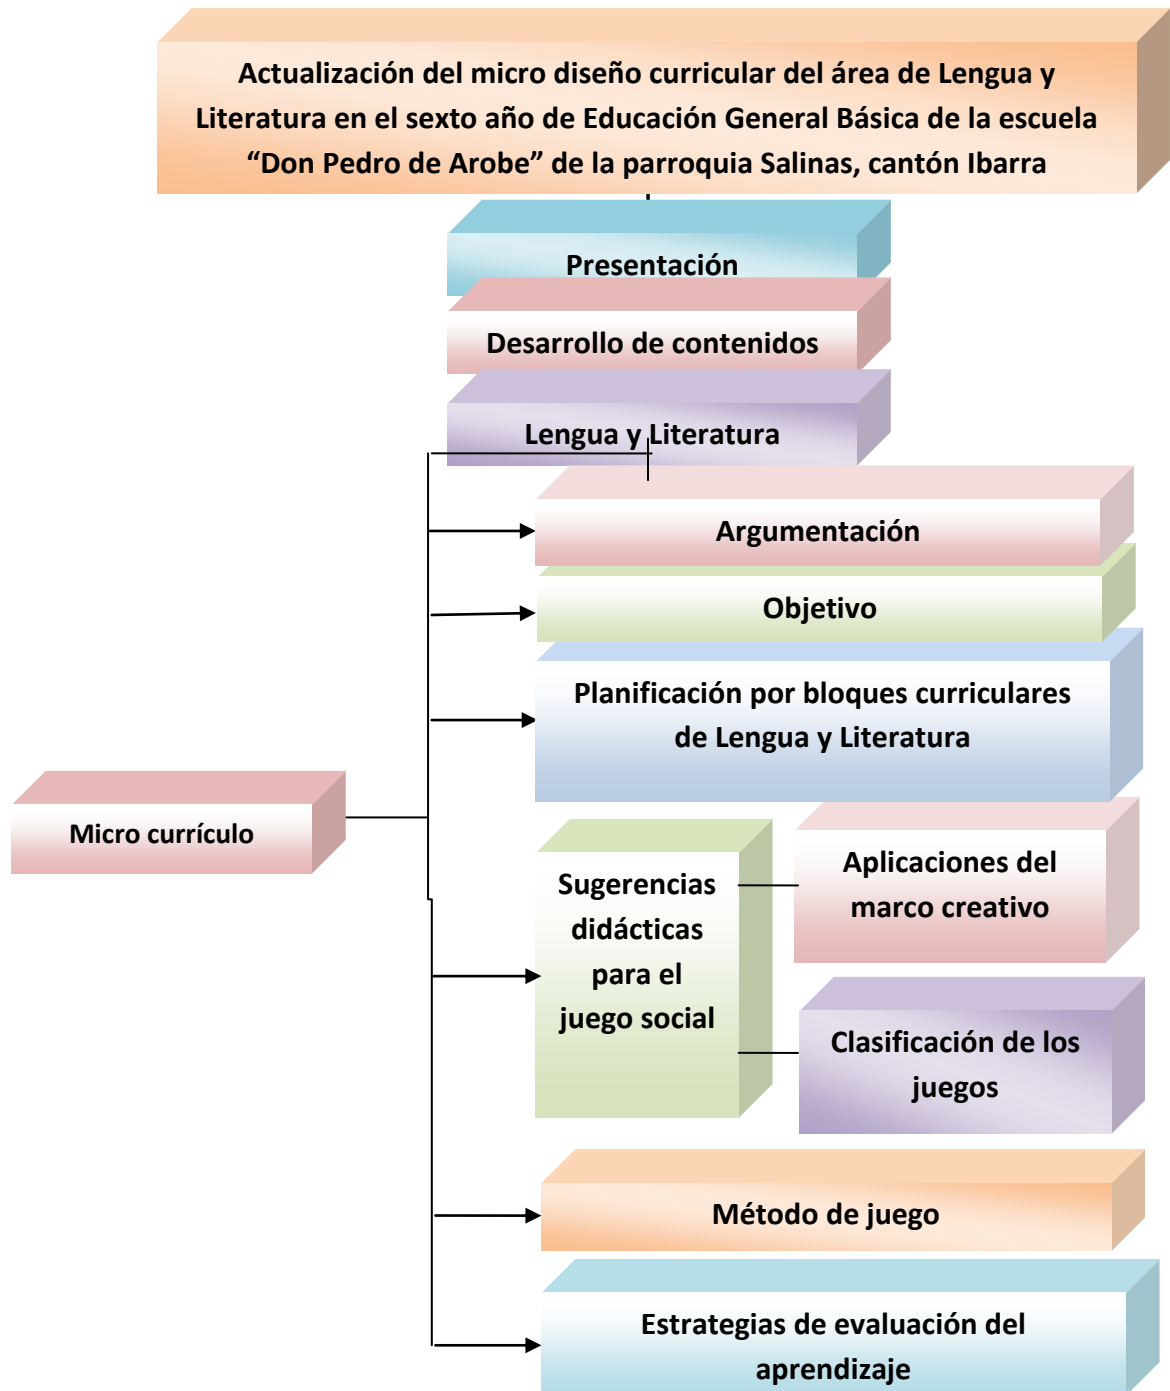 Actualización del micro diseño curricular del área de Lengua y
Literatura en el sexto año de Educación General Básica de la escuela
“Don Pedro de Arobe” de la parroquia Salinas, cantón Ibarra
Presentación
Desarrollo de contenidos
Lengua y Literatura
Argumentación
Objetivo
Planificación por bloques curriculares
de Lengua y Literatura
Micro currículo
Sugerencias
didácticas
para el
juego social
Aplicaciones del
marco creativo
Clasificación de los
juegos
Método de juego
Estrategias de evaluación del
aprendizaje